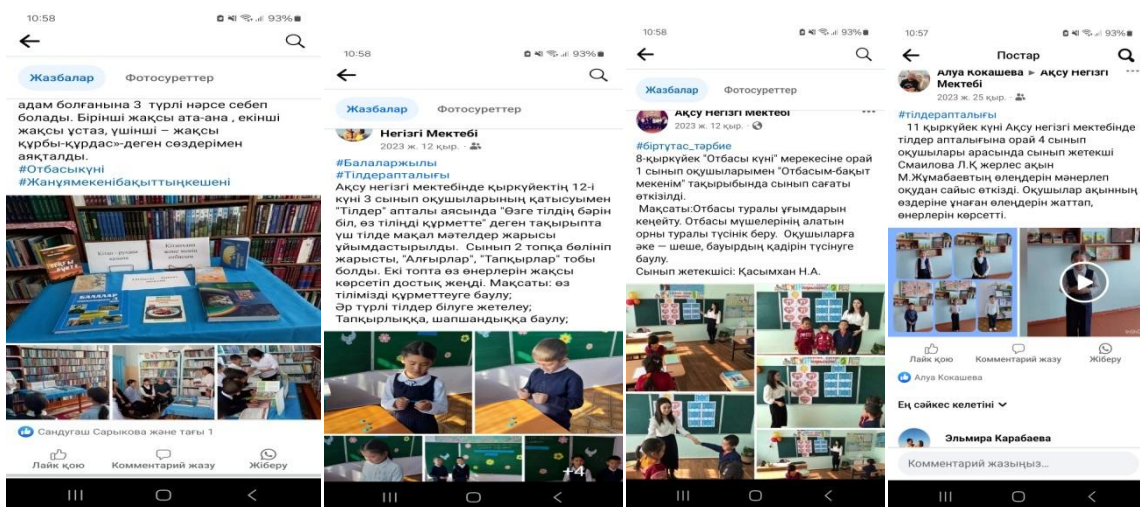 10:58
93%
Жазбалар
Фотосуреттер
адам болғанына 3 түрлі нәрсе себеп
болады. Бірінші жақсы ата-ана , екінші
жақсы ұстаз, үшінші – жақсы
құрбы-құрдас»-деген сөздерімен
аяқталды.
#Отбасыкүні
#Жанұямекенібақыттыңкешені
БАЛАЛАР
Сандугаш Сарыкова және тағы 1
Лайк қою
Комментарий жазу
Жіберу
10:58
93%
Жазбалар
Фотосуреттер
Негізгі Мектебі
2023 ж. 12 қыр.
#Балаларжылы
#Тілдерапталығы
Ақсу негізгі мектебінде қыркүйектің 12-і
күні 3 сынып оқушыларының қатысуымен
"Тілдер" апталы аясында "Өзге тілдің бәрін
біл, өз тіліңді құрметте" деген тақырыпта
үш тілде мақал мәтелдер жарысы
ұйымдастырылды. Сынып 2 топқа бөлініп
жарысты, "Алғырлар", "Тапқырлар" тобы
болды. Екі топта өз өнерлерін жақсы
көрсетіп достық жеңді. Мақсаты: өз
тілімізді құрметтеуге баулу;
Әр түрлі тілдер білуге жетелеу;
Тапқырлыққа, шапшандыққа баулу;
+4
10:58
93%
Жазбалар
Фотосуреттер
Ақсу Негізгі Мектебі
2023 ж. 12 қыр.
#біртұтас_тәрбие
8-қыркүйек "Отбасы күні" мерекесіне орай
1 сынып оқушыларымен "Отбасым-бақыт
мекенім" тақырыбында сынып сағаты
өткізілді.
Мақсаты:Отбасы туралы ұғымдарын
кеңейту. Отбасы мүшелерінің алатын
орны туралы түсінік беру. Оқушыларға
әке – шеше, бауырдың қадірін түсінуге
баулу.
Сынып жетекшісі: Қасымхан Н.А.
10:57
93%
Постар
Алуа Кокашева ▸ Ақсу Негізгі
Мектебі
2023 ж. 25 қыр.
#тілдерапталығы
11 қыркүйек күні Ақсу негізгі мектебінде
тілдер апталығына орай 4 сынып
оқушылары арасында сынып жетекші
Смаилова Л.Қ жерлес ақын
М.Жұмабаевтың өлеңдерін мәнерлеп
оқудан сайыс өткізді. Оқушылар ақынның
өздеріне ұнаған өлеңдерін жаттап,
өнерлерін көрсетті.
Лайк қою
Комментарий жазу
Жіберу
Алуа Кокашева
Ең сәйкес келетіні
Эльмира Карабаева
Комментарий жазыңыз...